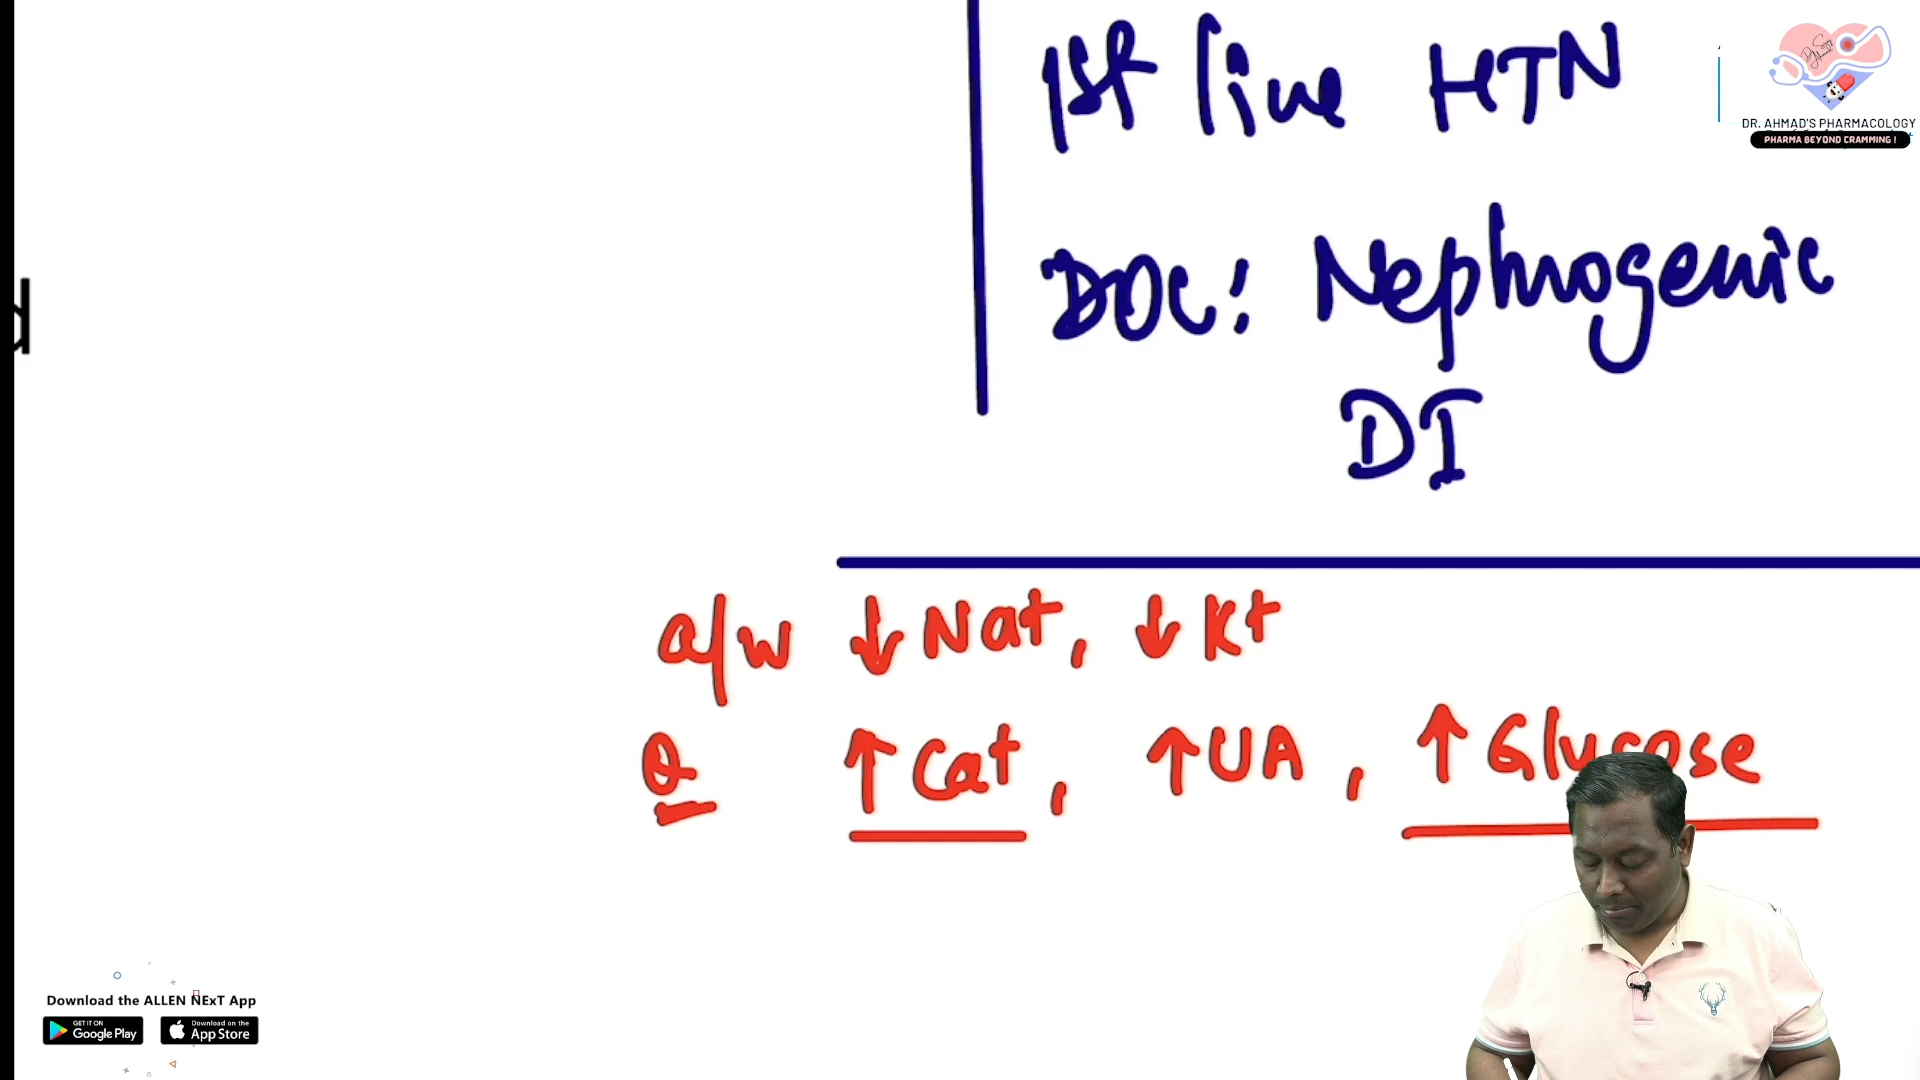 1st line HTN
DR. AHMAD'S PHARMACOLOGY
PHARMA BEYOND CRAMMING !
DOC: Nephrogenic
DI
d
a/w ↓Na+, ↓K+
Q ↑Ca+, ↑UA, ↑Glucose
Download the ALLEN NExT App
GET IT ON
Google Play
Download on the
App Store